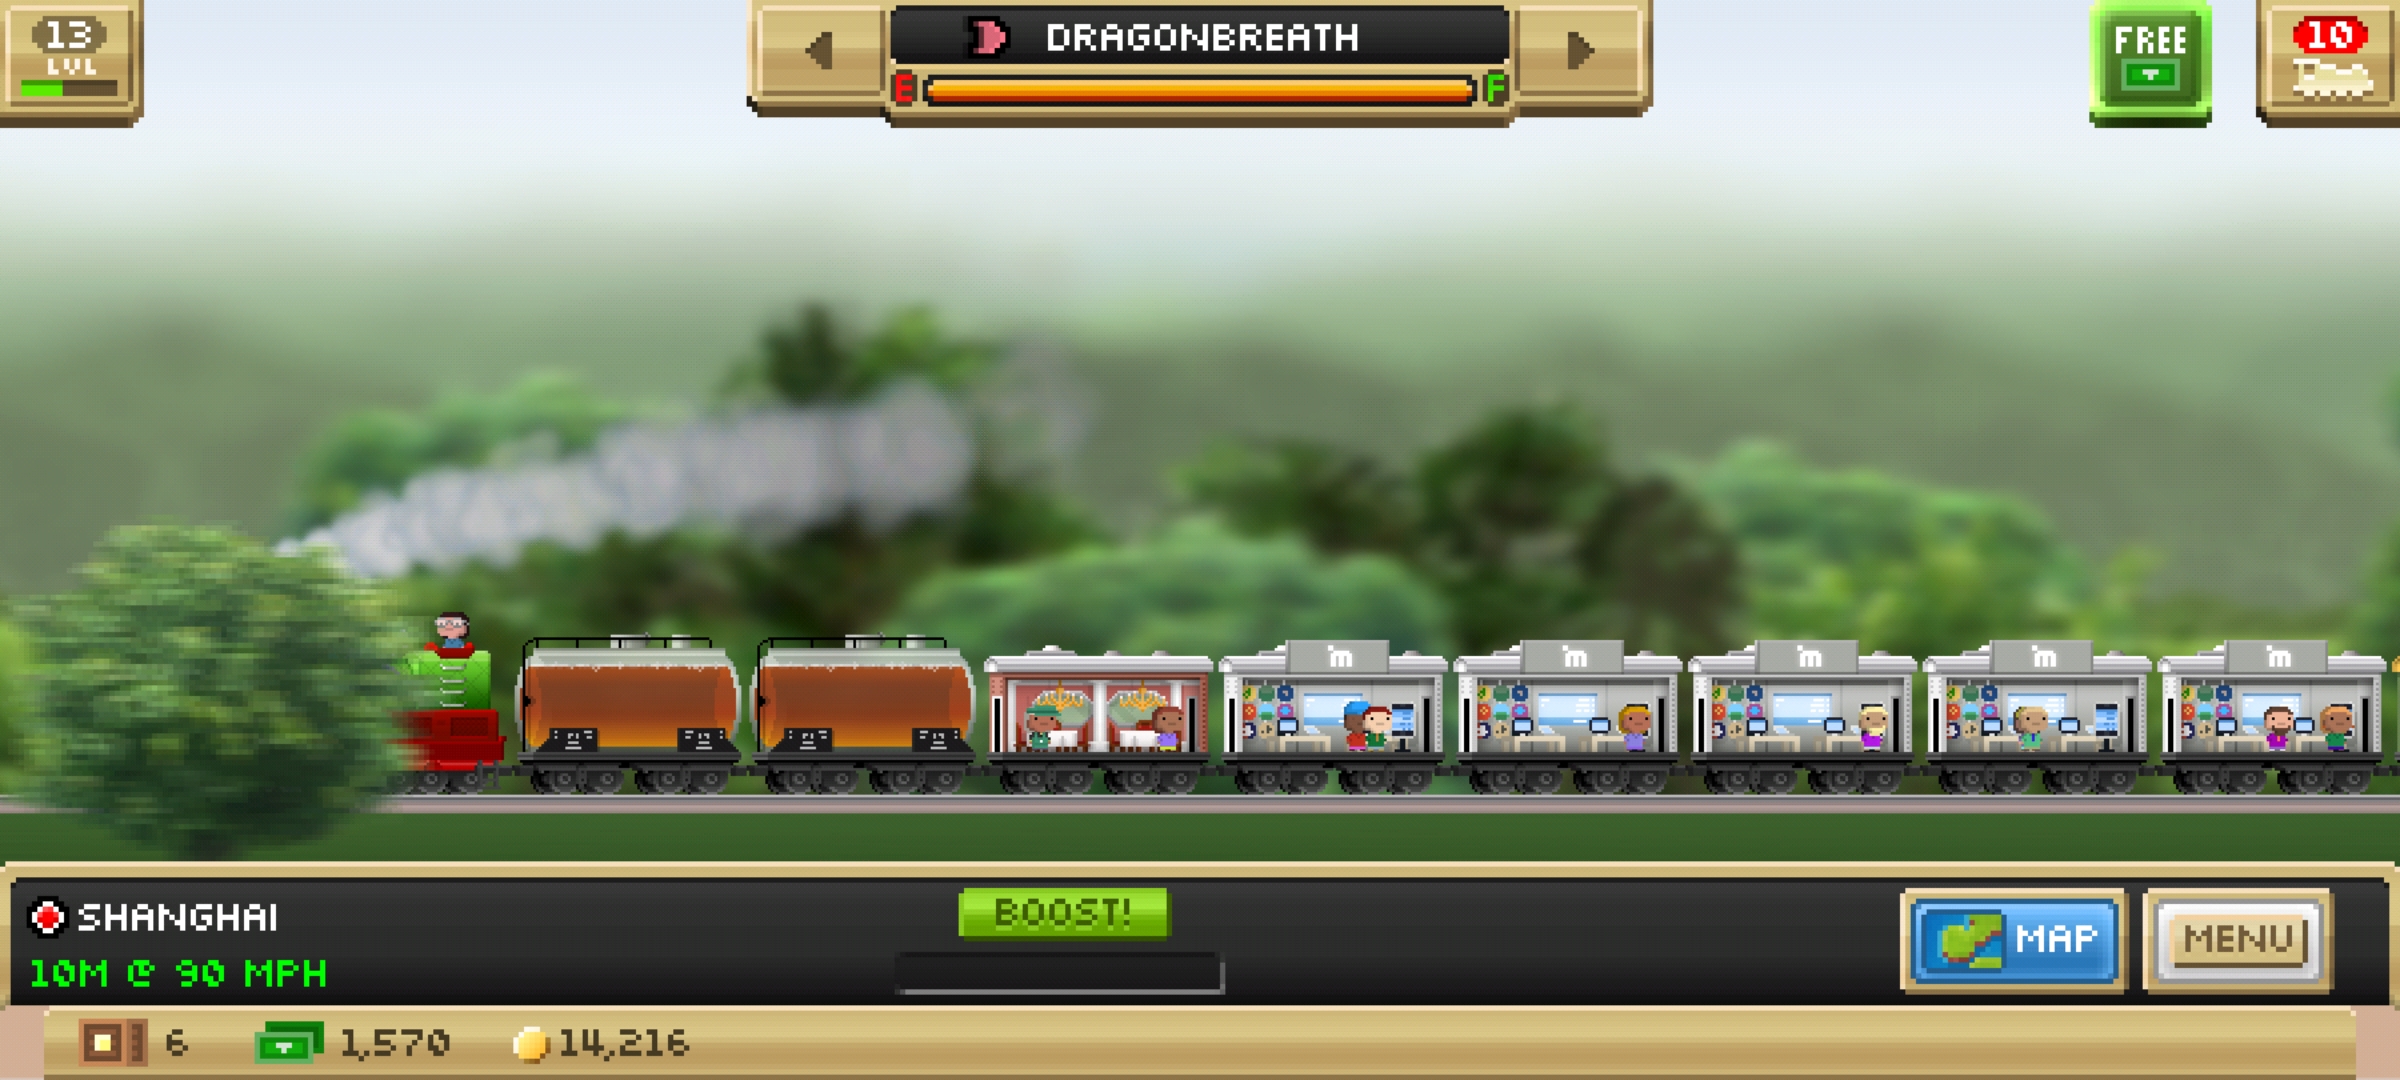 13
LVL
DRAGONBREATH
E F
FREE
10
m m m m m
SHANGHAI
10M @ 90 MPH
BOOST!
MAP
MENU
6 1,570 14,216